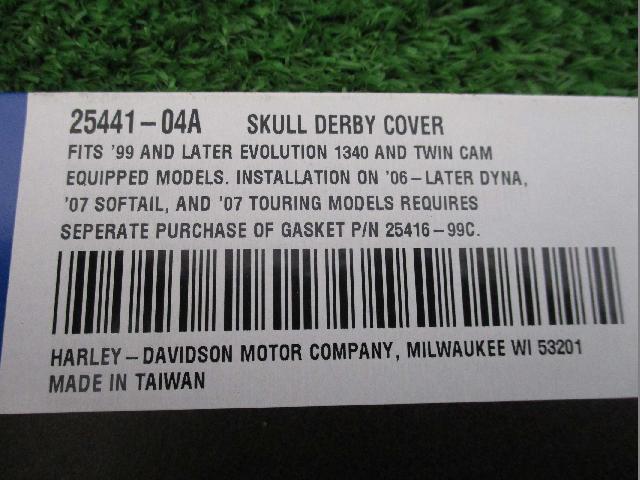 25441-04A SKULL DERBY COVER
FITS '99 AND LATER EVOLUTION 1340 AND TWIN CAM
EQUIPPED MODELS. INSTALLATION ON '06-LATER DYNA,
'07 SOFTAIL, AND '07 TOURING MODELS REQUIRES
SEPERATE PURCHASE OF GASKET P/N 25416-99C.
HARLEY-DAVIDSON MOTOR COMPANY, MILWAUKEE WI 53201
MADE IN TAIWAN